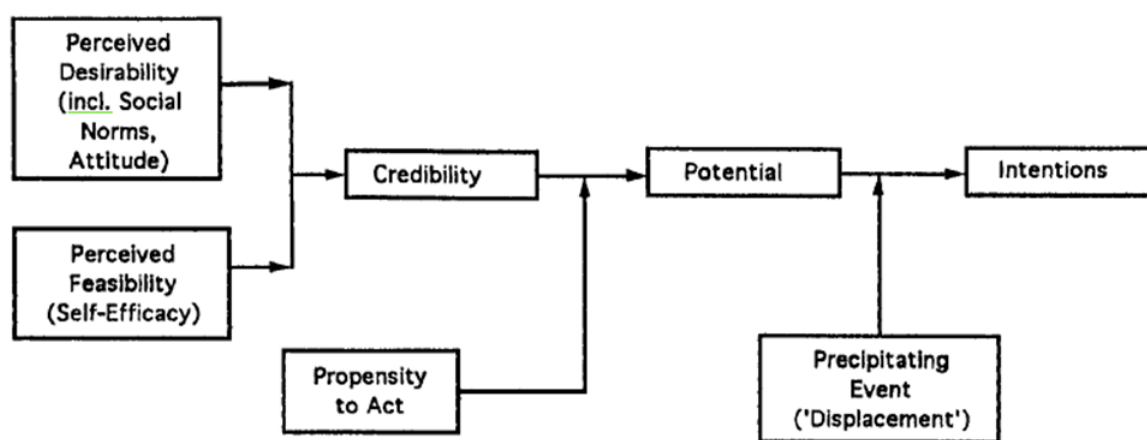 Perceived
Desirability
(incl. Social
Norms,
Attitude)
Perceived
Feasibility
(Self-Efficacy)
Credibility
Propensity
to Act
Potential
Precipitating
Event
('Displacement')
Intentions